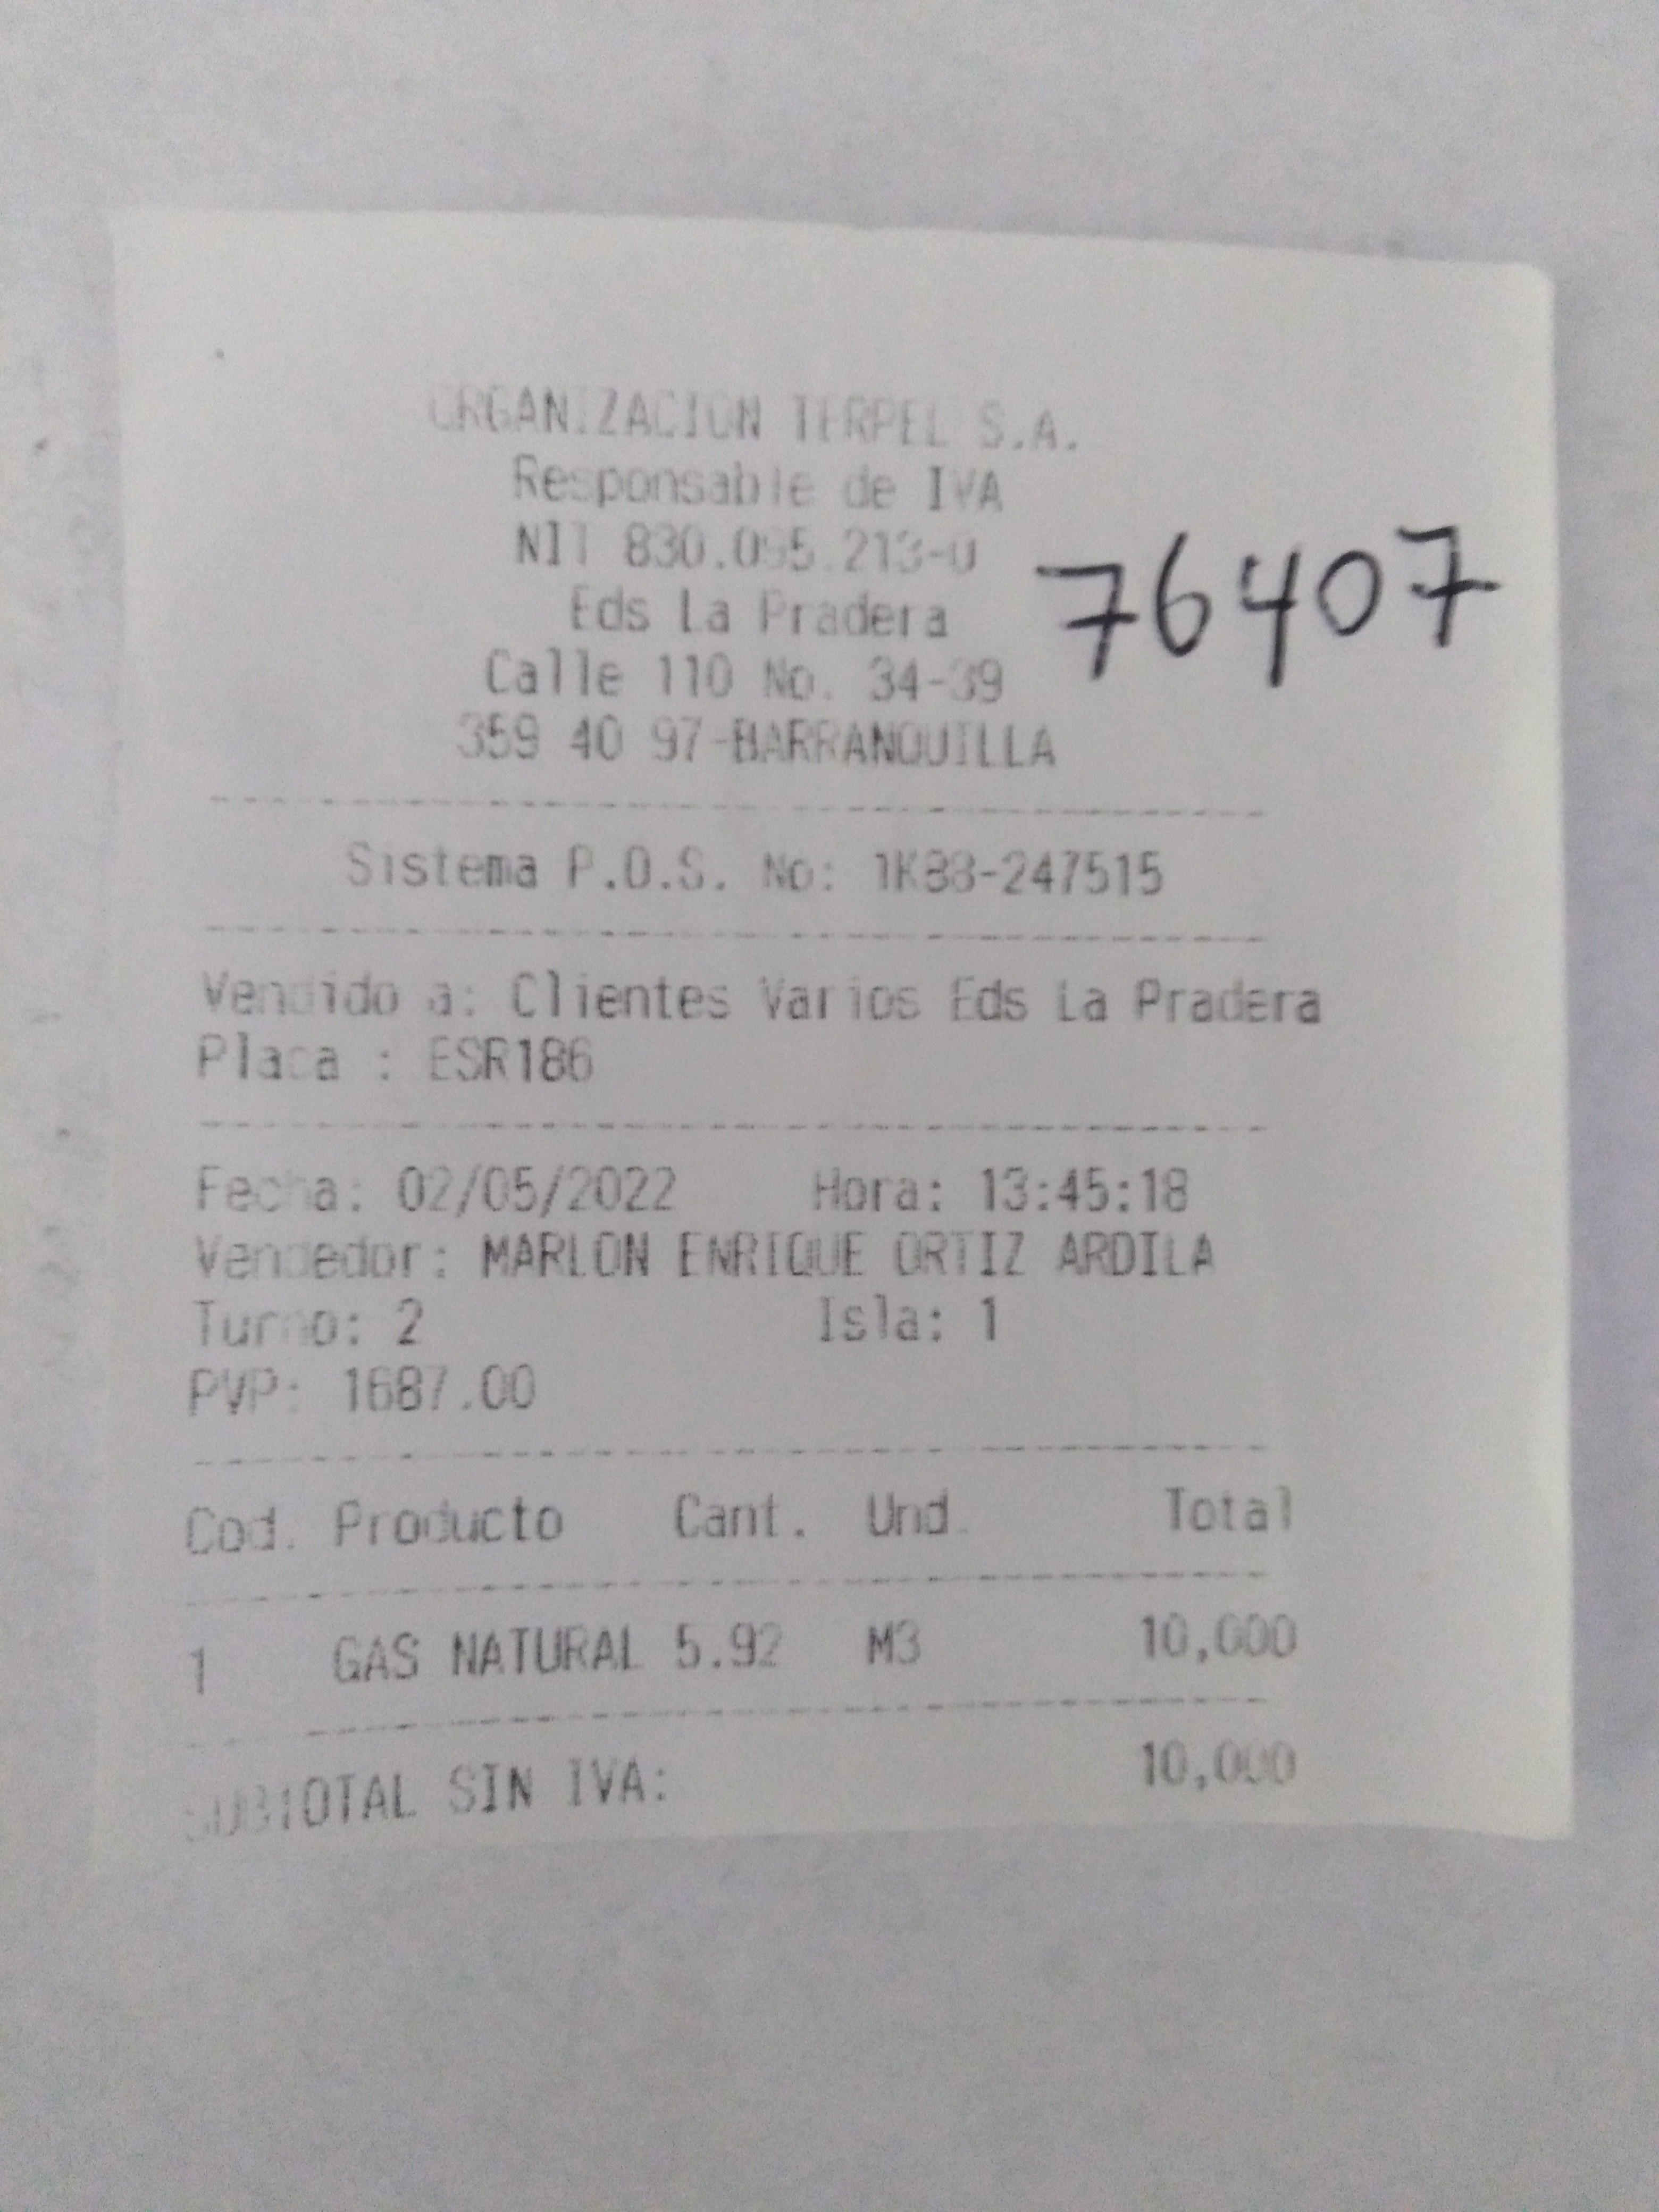 ORGANIZACION TERPEL S.A.
Responsable de IVA
NIT 830.095.213-0
76407
Eds La Pradera
Calle 110 No. 34-39
359 40 97-BARRANQUILLA
Sistema P.O.S. No: 1K88-247515
Vendido a: Clientes Varios Eds La Pradera
Placa : ESR186
Fecha: 02/05/2022 Hora: 13:45:18
Vendedor: MARLON ENRIQUE ORTIZ ARDILA
Turno: 2 Isla: 1
PVP: 1687.00
Cod. Producto Cant. Und. Total
1 GAS NATURAL 5.92 M3 10,000
SUBTOTAL SIN IVA: 10,000